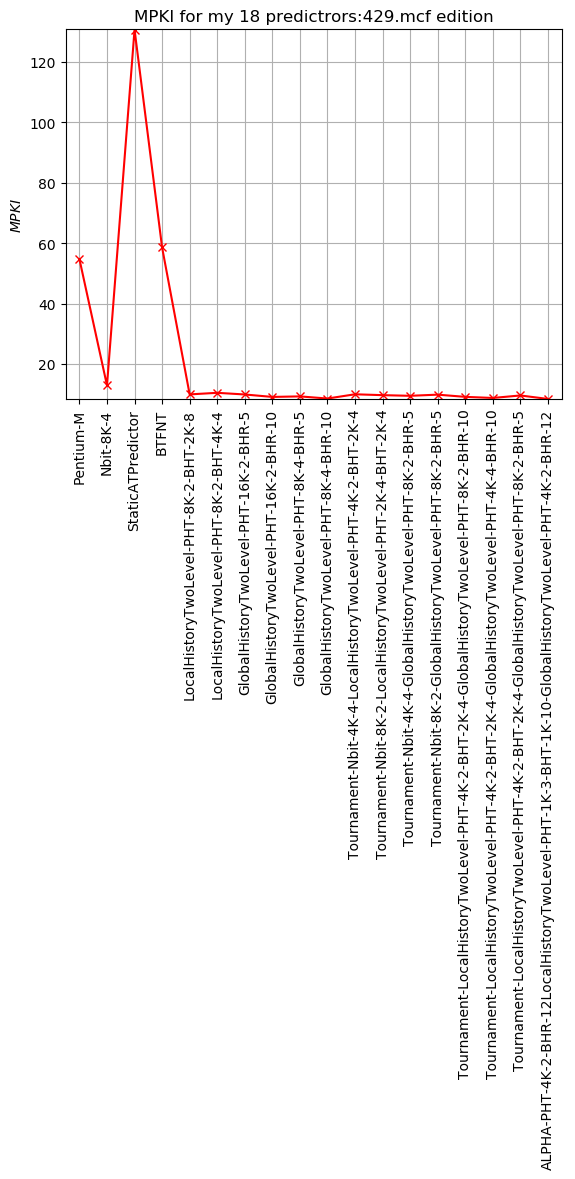 MPKI for my 18 predictrors:429.mcf edition
120
100
80
60
40
20
MPKI
Pentium-M
Nbit-8K-4
StaticATPredictor
BTFNT
LocalHistoryTwoLevel-PHT-8K-2-BHT-2K-8
LocalHistoryTwoLevel-PHT-8K-2-BHT-4K-4
GlobalHistoryTwoLevel-PHT-16K-2-BHR-5
GlobalHistoryTwoLevel-PHT-16K-2-BHR-10
GlobalHistoryTwoLevel-PHT-8K-4-BHR-5
GlobalHistoryTwoLevel-PHT-8K-4-BHR-10
Tournament-Nbit-4K-4-LocalHistoryTwoLevel-PHT-4K-2-BHT-2K-4
Tournament-Nbit-8K-2-LocalHistoryTwoLevel-PHT-2K-4-BHT-2K-4
Tournament-Nbit-4K-4-GlobalHistoryTwoLevel-PHT-8K-2-BHR-5
Tournament-Nbit-8K-2-GlobalHistoryTwoLevel-PHT-8K-2-BHR-5
Tournament-LocalHistoryTwoLevel-PHT-4K-2-BHT-2K-4-GlobalHistoryTwoLevel-PHT-8K-2-BHR-10
Tournament-LocalHistoryTwoLevel-PHT-4K-2-BHT-2K-4-GlobalHistoryTwoLevel-PHT-4K-4-BHR-10
Tournament-LocalHistoryTwoLevel-PHT-4K-2-BHT-2K-4-GlobalHistoryTwoLevel-PHT-8K-2-BHR-5
ALPHA-PHT-4K-2-BHR-12LocalHistoryTwoLevel-PHT-1K-3-BHT-1K-10-GlobalHistoryTwoLevel-PHT-4K-2-BHR-12